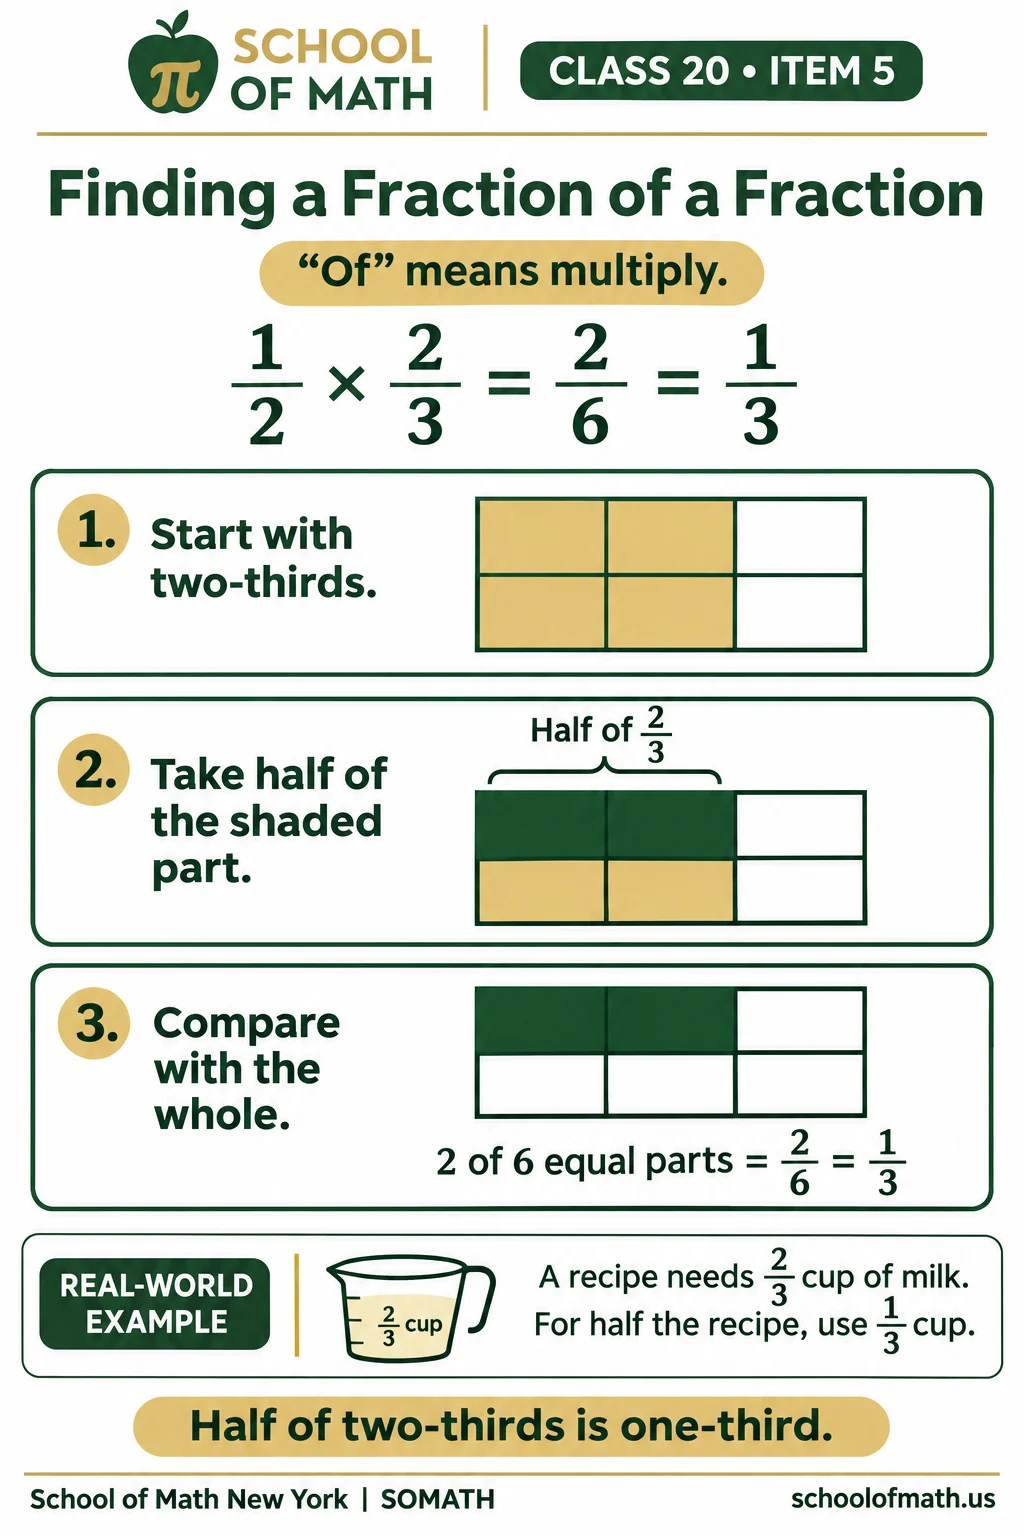 π
SCHOOL
OF MATH
CLASS 20 • ITEM 5
Finding a Fraction of a Fraction
“Of” means multiply.
1/2 × 2/3 = 2/6 = 1/3
1. Start with
two-thirds.
2. Take half of
the shaded
part.
Half of 2/3
3. Compare
with the
whole.
2 of 6 equal parts = 2/6 = 1/3
REAL-WORLD
EXAMPLE
2/3 cup
A recipe needs 2/3 cup of milk.
For half the recipe, use 1/3 cup.
Half of two-thirds is one-third.
School of Math New York | SOMATH
schoolofmath.us